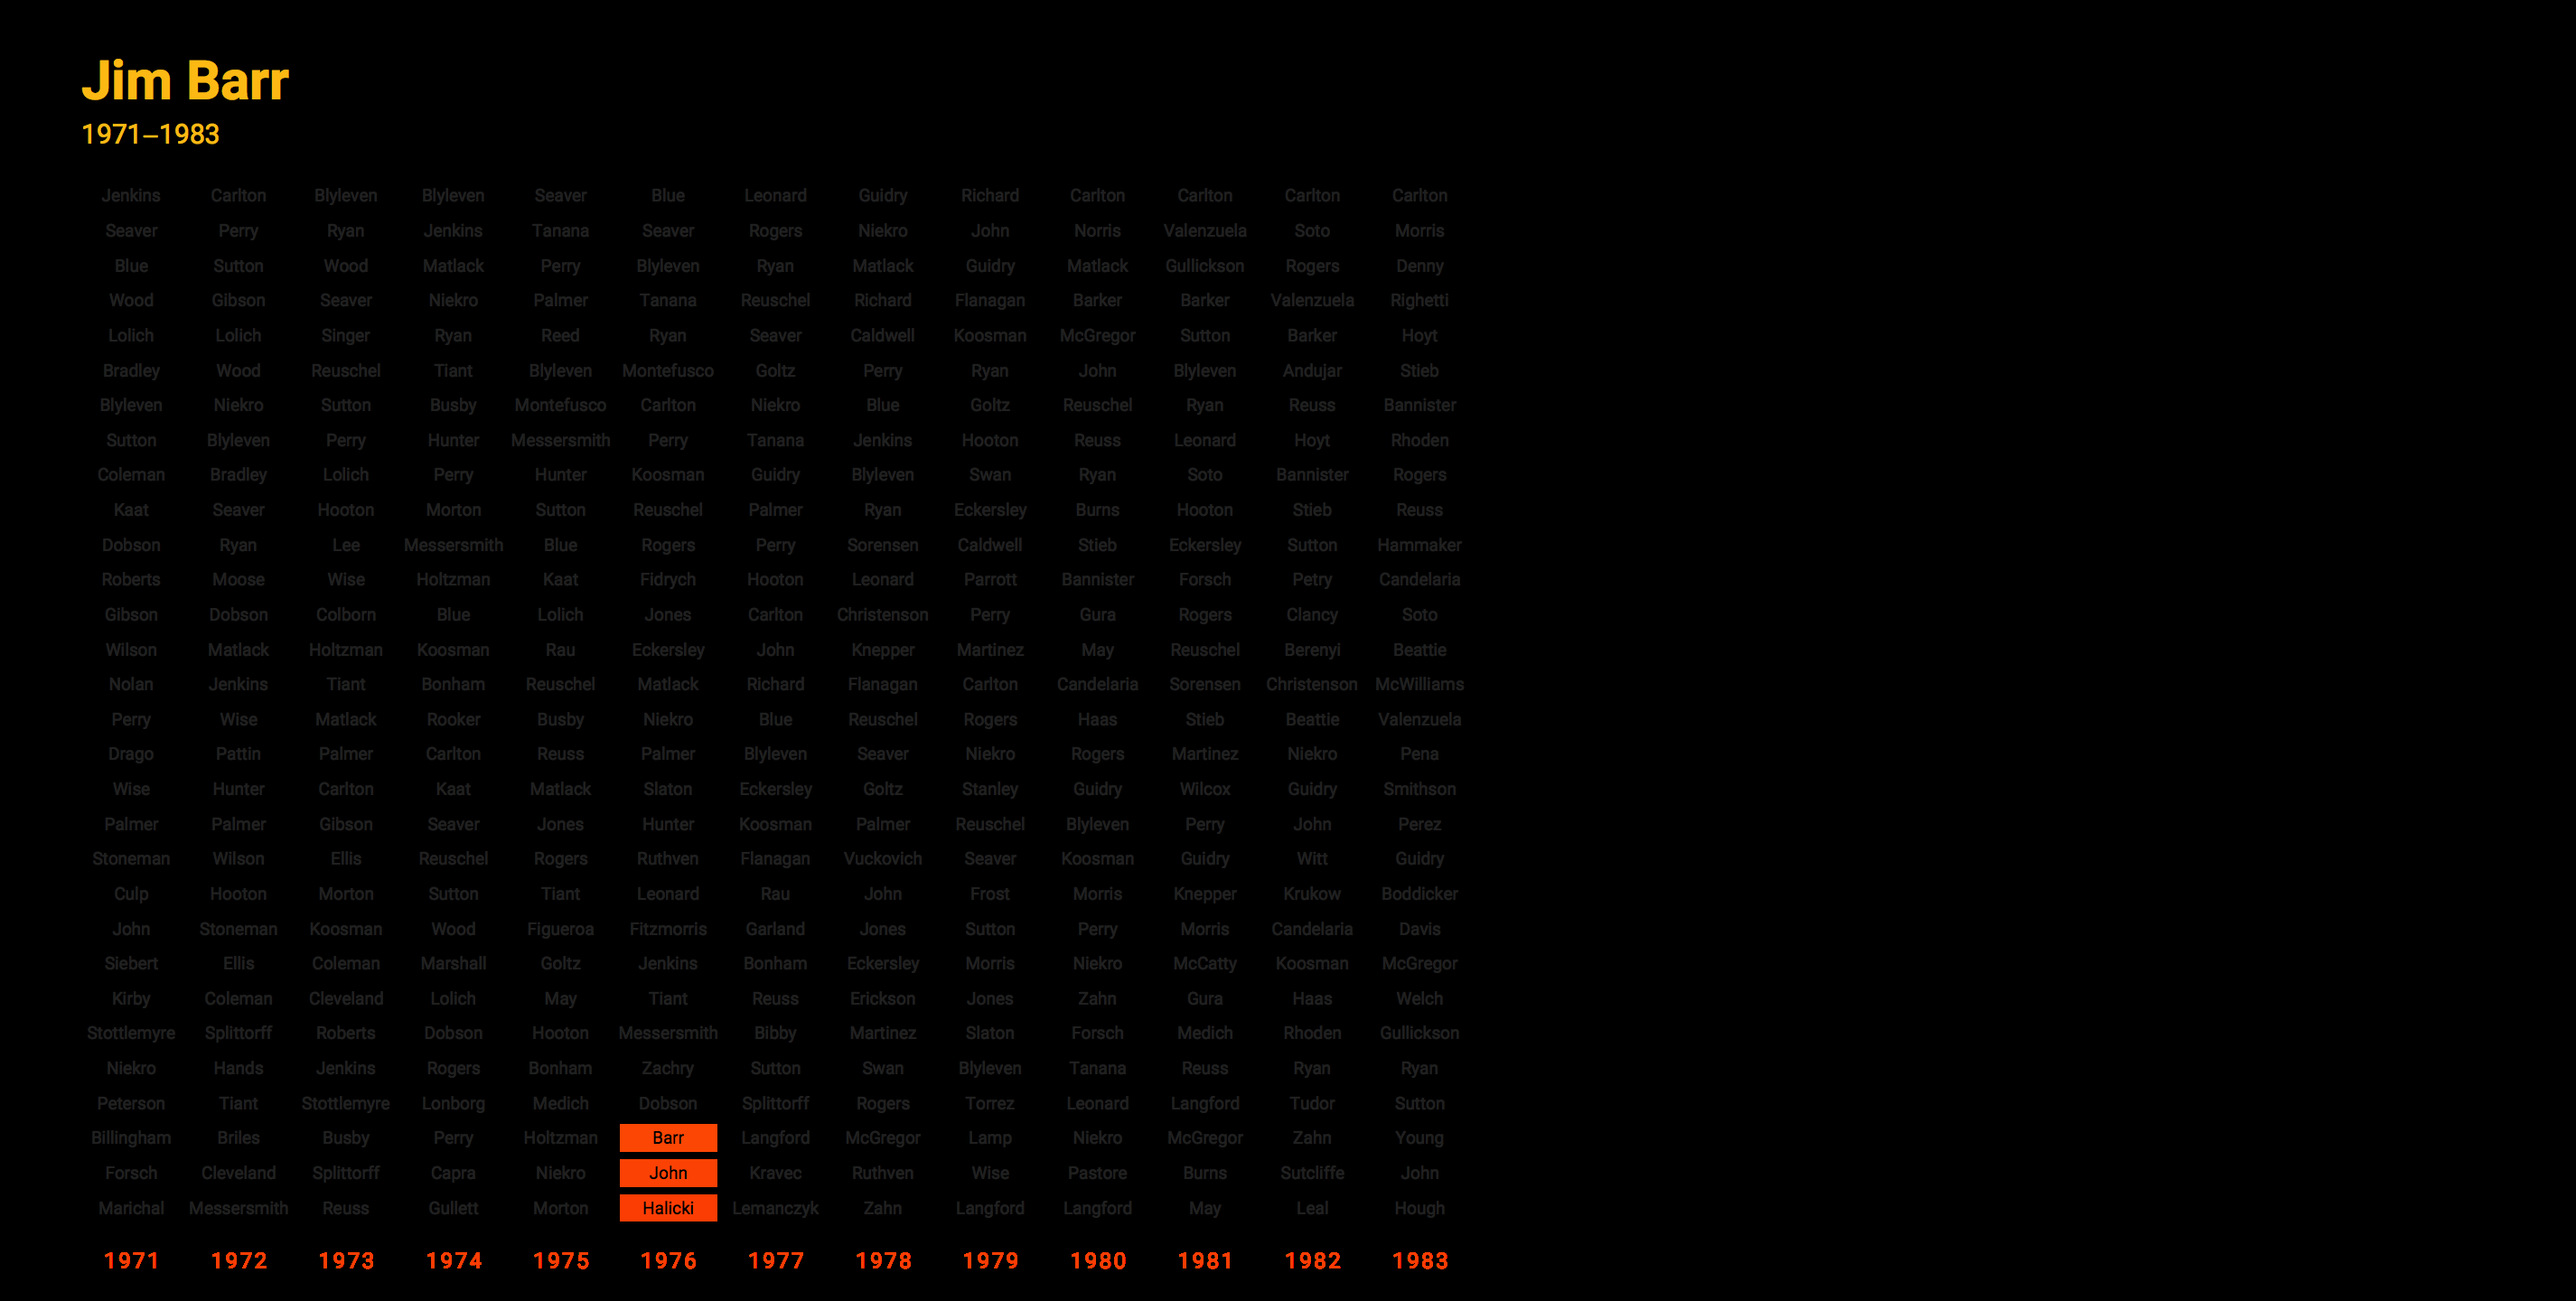 Jim Barr
1971–1983
Jenkins Carlton Blyleven Blyleven Seaver Blue Leonard Guidry Richard Carlton Carlton Carlton Carlton
Seaver Perry Ryan Jenkins Tanana Seaver Rogers Niekro John Norris Valenzuela Soto Morris
Blue Sutton Wood Matlack Perry Blyleven Ryan Matlack Guidry Matlack Gullickson Rogers Denny
Wood Gibson Seaver Niekro Palmer Tanana Reuschel Richard Flanagan Barker Barker Valenzuela Righetti
Lolich Lolich Singer Ryan Reed Ryan Seaver Caldwell Koosman McGregor Sutton Barker Hoyt
Bradley Wood Reuschel Tiant Blyleven Montefusco Goltz Perry Ryan John Blyleven Andujar Stieb
Blyleven Niekro Sutton Busby Montefusco Carlton Niekro Blue Goltz Reuschel Ryan Reuss Bannister
Sutton Blyleven Perry Hunter Messersmith Perry Tanana Jenkins Hooton Reuss Leonard Hoyt Rhoden
Coleman Bradley Lolich Perry Hunter Koosman Guidry Blyleven Swan Ryan Soto Bannister Rogers
Kaat Seaver Hooton Morton Sutton Reuschel Palmer Ryan Eckersley Burns Hooton Stieb Reuss
Dobson Ryan Lee Messersmith Blue Rogers Perry Sorensen Caldwell Stieb Eckersley Sutton Hammaker
Roberts Moose Wise Holtzman Kaat Fidrych Hooton Leonard Parrott Bannister Forsch Petry Candelaria
Gibson Dobson Colborn Blue Lolich Jones Carlton Christenson Perry Gura Rogers Clancy Soto
Wilson Matlack Holtzman Koosman Rau Eckersley John Knepper Martinez May Reuschel Berenyi Beattie
Nolan Jenkins Tiant Bonham Reuschel Matlack Richard Flanagan Carlton Candelaria Sorensen Christenson McWilliams
Perry Wise Matlack Rooker Busby Niekro Blue Reuschel Rogers Haas Stieb Beattie Valenzuela
Drago Pattin Palmer Carlton Reuss Palmer Blyleven Seaver Niekro Rogers Martinez Niekro Pena
Wise Hunter Carlton Kaat Matlack Slaton Eckersley Goltz Stanley Guidry Wilcox Guidry Smithson
Palmer Palmer Gibson Seaver Jones Hunter Koosman Palmer Reuschel Blyleven Perry John Perez
Stoneman Wilson Ellis Reuschel Rogers Ruthven Flanagan Vuckovich Seaver Koosman Guidry Witt Guidry
Culp Hooton Morton Sutton Tiant Leonard Rau John Frost Morris Knepper Krukow Boddicker
John Stoneman Koosman Wood Figueroa Fitzmorris Garland Jones Sutton Perry Morris Candelaria Davis
Siebert Ellis Coleman Marshall Goltz Jenkins Bonham Eckersley Morris Niekro McCatty Koosman McGregor
Kirby Coleman Cleveland Lolich May Tiant Reuss Erickson Jones Zahn Gura Haas Welch
Stottlemyre Splittorff Roberts Dobson Hooton Messersmith Bibby Martinez Slaton Forsch Medich Rhoden Gullickson
Niekro Hands Jenkins Rogers Bonham Zachry Sutton Swan Blyleven Tanana Reuss Ryan Ryan
Peterson Tiant Stottlemyre Lonborg Medich Dobson Splittorff Rogers Torrez Leonard Langford Tudor Sutton
Billingham Briles Busby Perry Holtzman Barr Langford McGregor Lamp Niekro McGregor Zahn Young
Forsch Cleveland Splittorff Capra Niekro John Kravec Ruthven Wise Pastore Burns Sutcliffe John
Marichal Messersmith Reuss Gullett Morton Halicki Lemanczyk Zahn Langford Langford May Leal Hough
1971 1972 1973 1974 1975 1976 1977 1978 1979 1980 1981 1982 1983